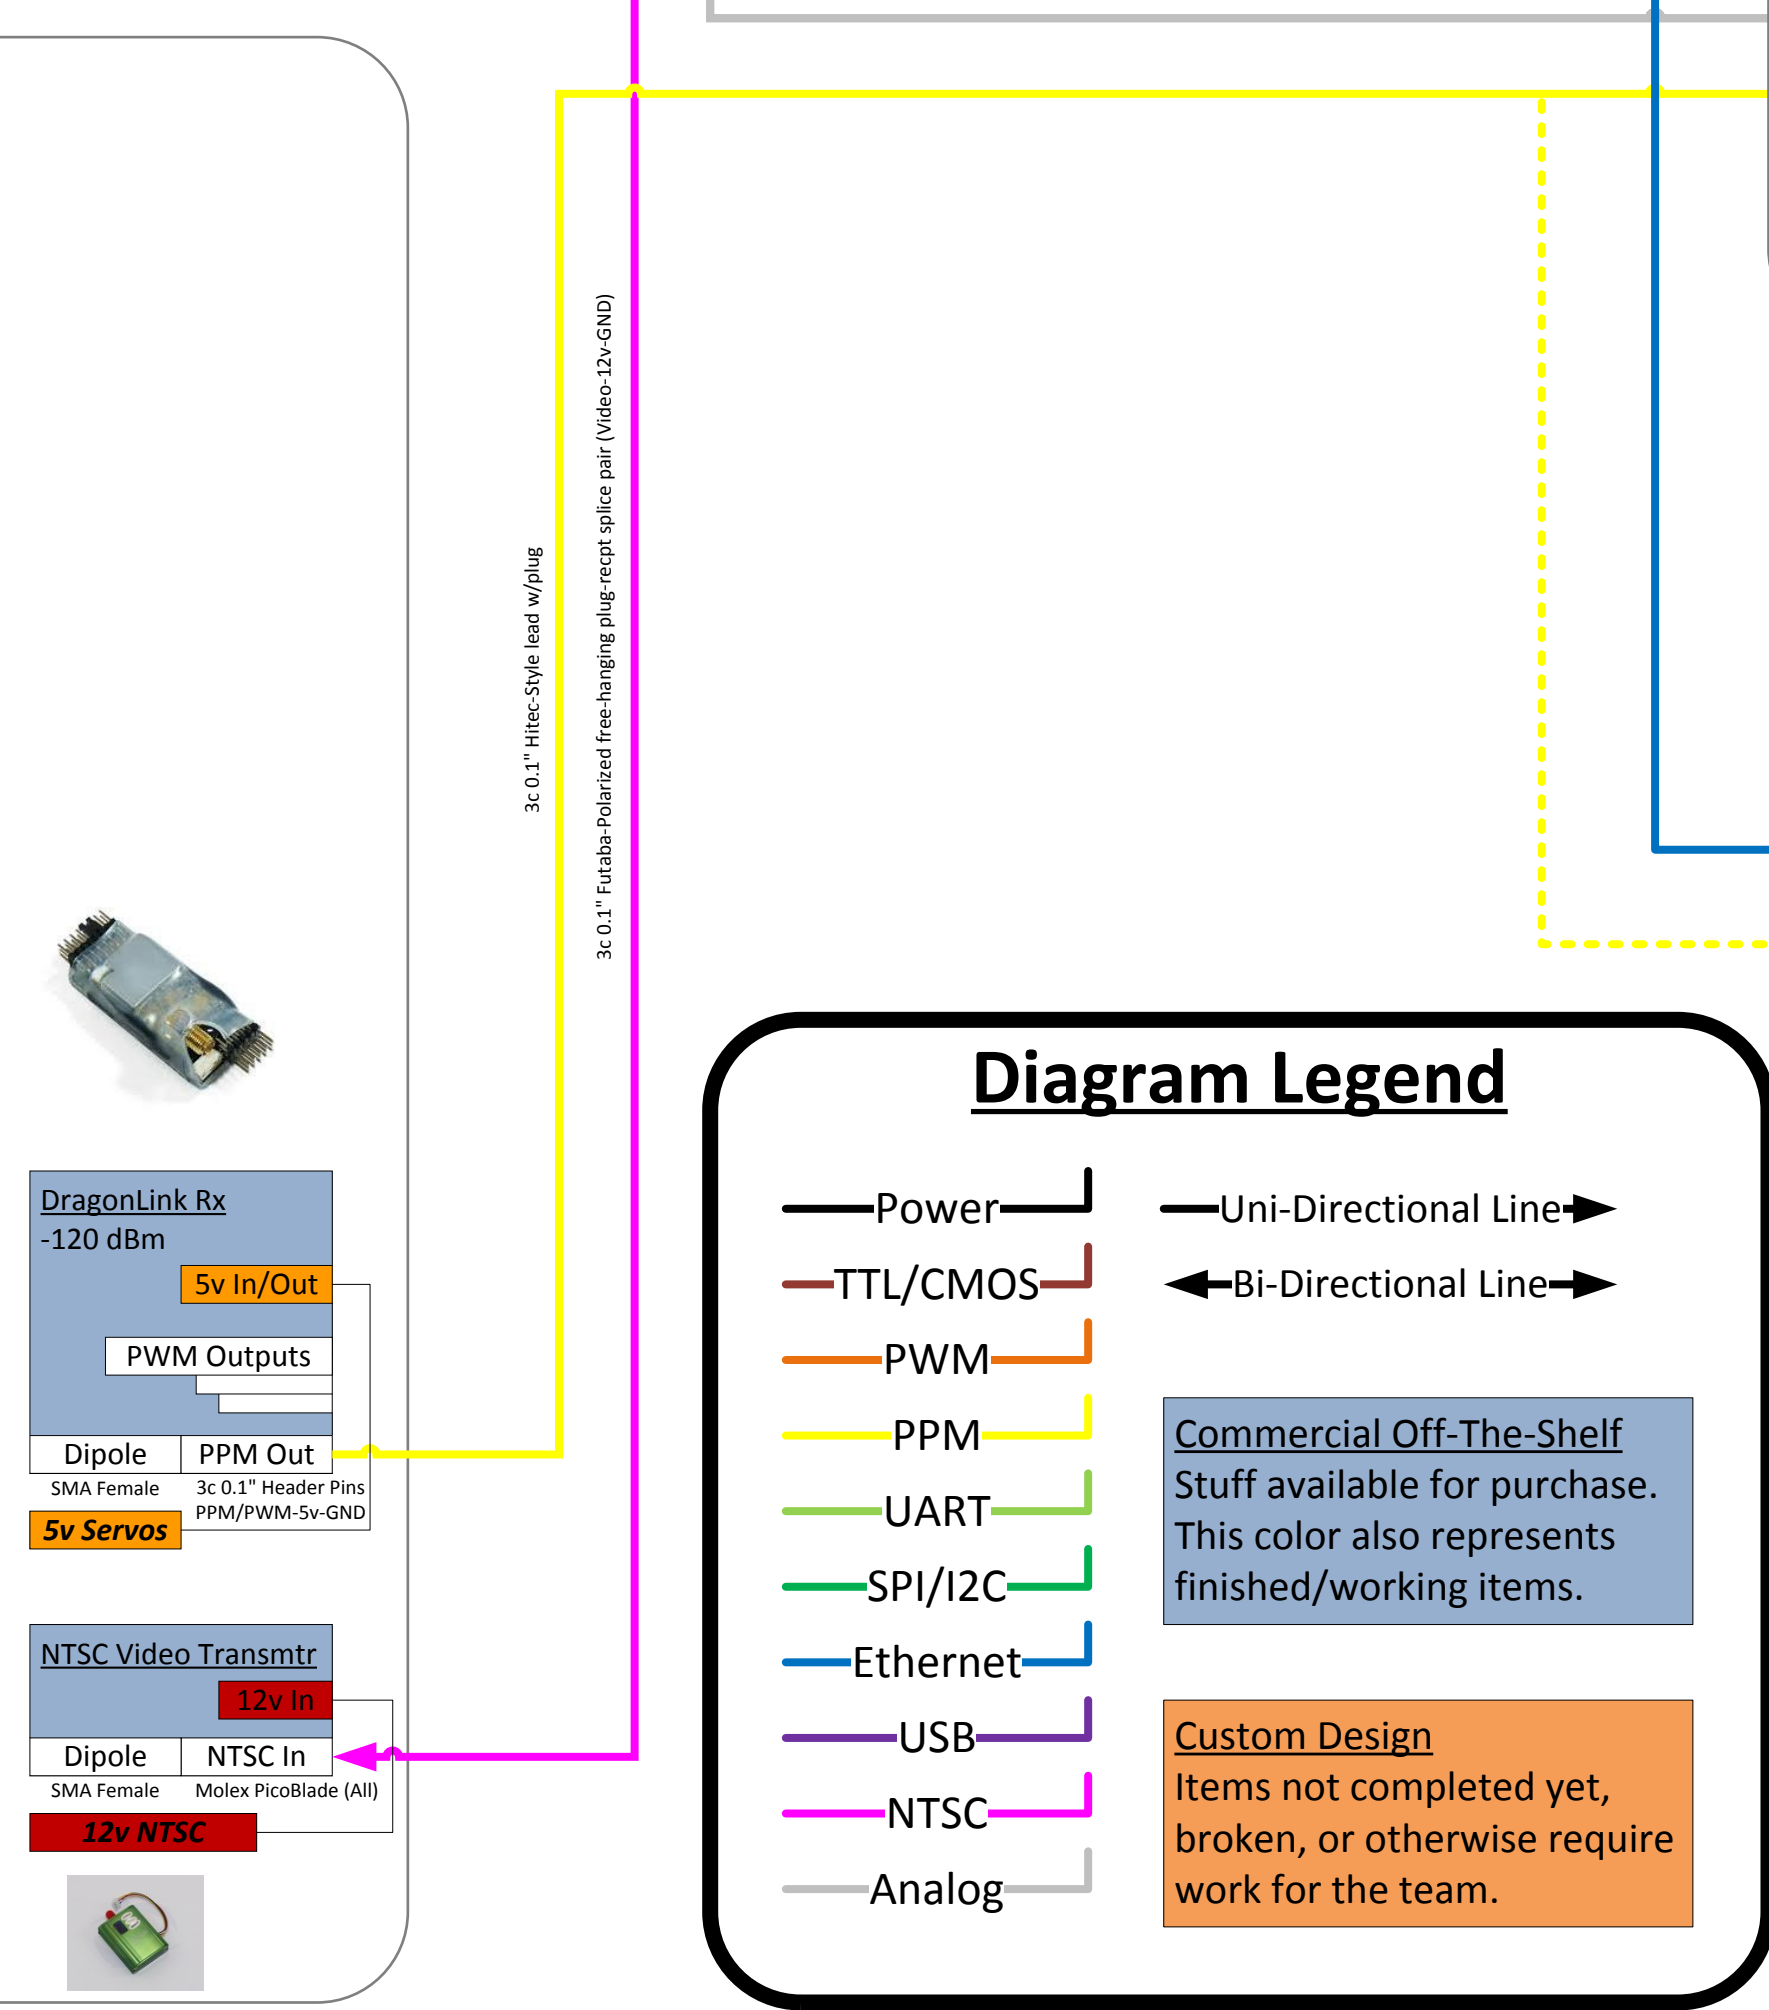 3c 0.1" Hitec-Style lead w/plug
3c 0.1" Futaba-Polarized free-hanging plug-recpt splice pair (Video-12v-GND)
DragonLink Rx
-120 dBm
5v In/Out
PWM Outputs
Dipole
PPM Out
SMA Female
3c 0.1" Header Pins
PPM/PWM-5v-GND
5v Servos
NTSC Video Transmtr
12v In
Dipole
NTSC In
SMA Female
Molex PicoBlade (All)
12v NTSC
Diagram Legend
Power
TTL/CMOS
PWM
PPM
UART
SPI/I2C
Ethernet
USB
NTSC
Analog
Uni-Directional Line
Bi-Directional Line
Commercial Off-The-Shelf
Stuff available for purchase.
This color also represents
finished/working items.
Custom Design
Items not completed yet,
broken, or otherwise require
work for the team.